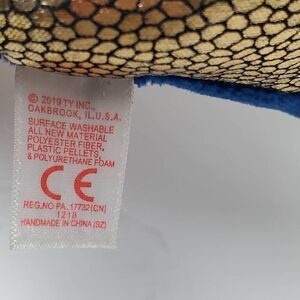 © 2019 TY INC.,
OAKBROOK, IL.U.S.A.
SURFACE WASHABLE
ALL NEW MATERIAL
POLYESTER FIBER,
PLASTIC PELLETS
& POLYURETHANE FOAM
CE
REG.NO PA. 17732(CN)
1218
HANDMADE IN CHINA (SZ)